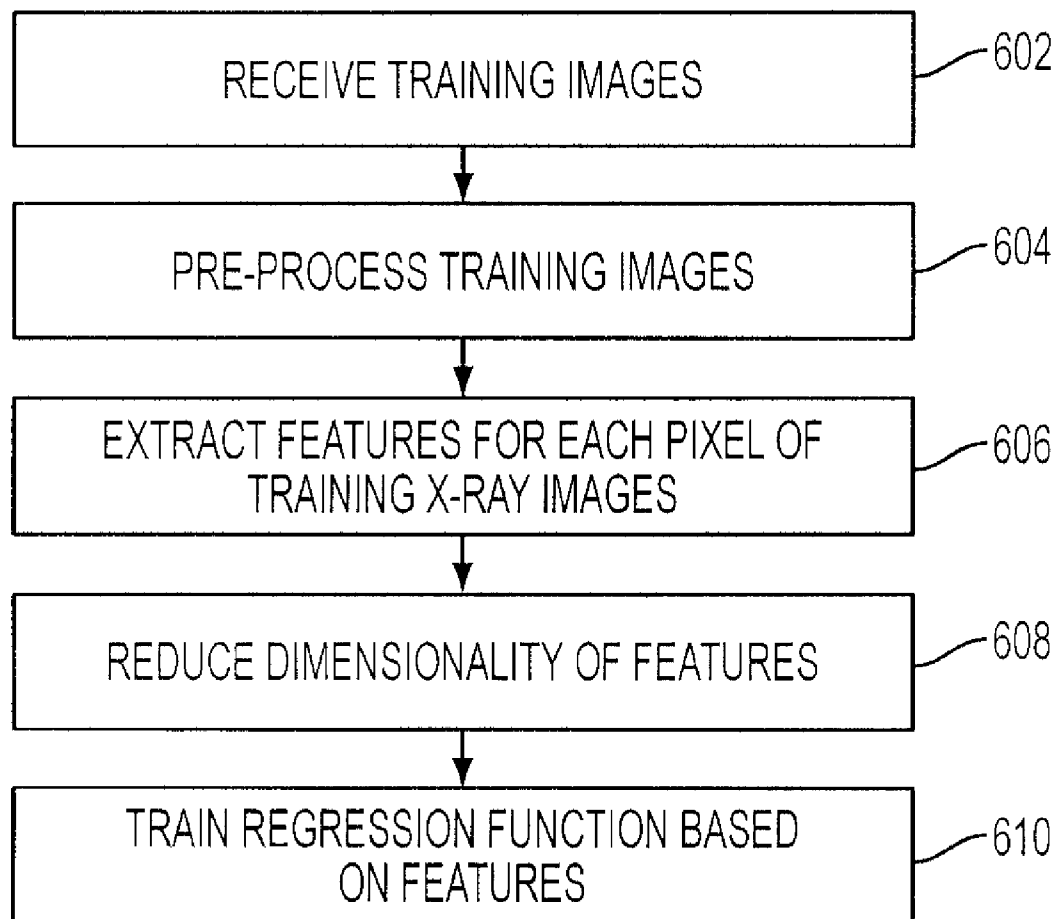 RECEIVE TRAINING IMAGES
602
PRE-PROCESS TRAINING IMAGES
604
EXTRACT FEATURES FOR EACH PIXEL OF
TRAINING X-RAY IMAGES
606
REDUCE DIMENSIONALITY OF FEATURES
608
TRAIN REGRESSION FUNCTION BASED
ON FEATURES
610